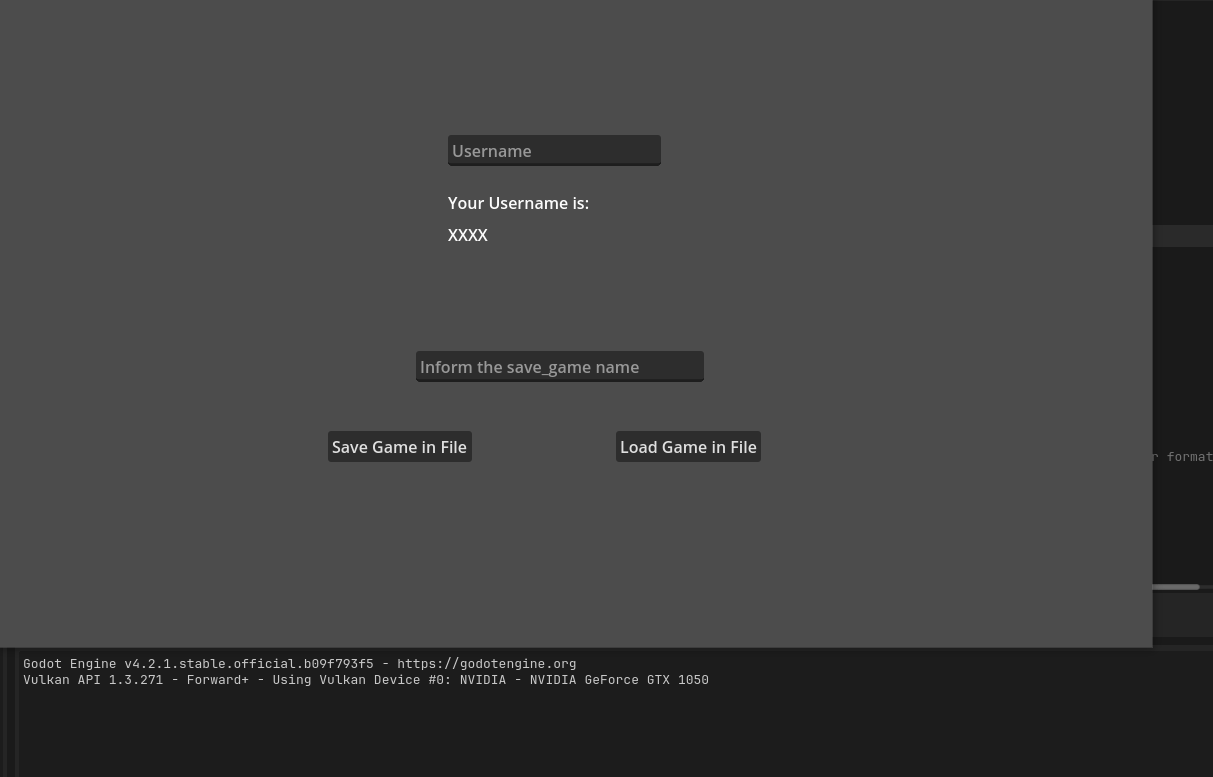 Username
Your Username is:
XXXX
Inform the save_game name
Save Game in File
Load Game in File
format
Godot Engine v4.2.1.stable.official.b09f793f5 - https://godotengine.org
Vulkan API 1.3.271 - Forward+ - Using Vulkan Device #0: NVIDIA - NVIDIA GeForce GTX 1050